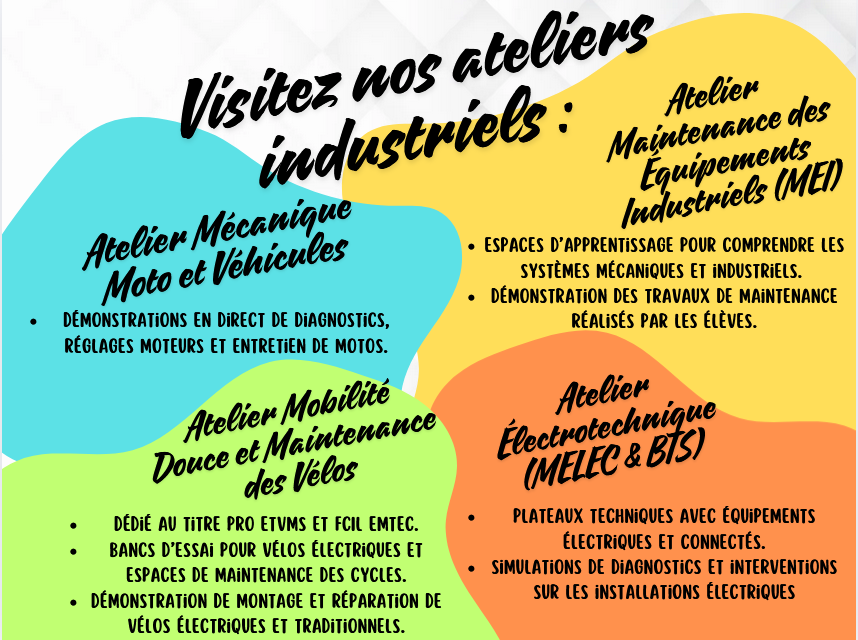 Visitez nos ateliers
industriels :
Atelier Mécanique
Moto et Véhicules
• DÉMONSTRATIONS EN DIRECT DE DIAGNOSTICS,
RÉGLAGES MOTEURS ET ENTRETIEN DE MOTOS.
Atelier
Maintenance des
Équipements
Industriels (MEI)
• ESPACES D'APPRENTISSAGE POUR COMPRENDRE LES
SYSTÈMES MÉCANIQUES ET INDUSTRIELS.
• DÉMONSTRATION DES TRAVAUX DE MAINTENANCE
RÉALISÉS PAR LES ÉLÈVES.
Atelier Mobilité
Douce et Maintenance
des Vélos
• DÉDIÉ AU TITRE PRO ETVMS ET FCIL EMTEC.
• BANCS D'ESSAI POUR VÉLOS ÉLECTRIQUES ET
ESPACES DE MAINTENANCE DES CYCLES.
• DÉMONSTRATION DE MONTAGE ET RÉPARATION DE
VÉLOS ÉLECTRIQUES ET TRADITIONNELS.
Atelier
Électrotechnique
(MELEC & BTS)
• PLATEAUX TECHNIQUES AVEC ÉQUIPEMENTS
ÉLECTRIQUES ET CONNECTÉS.
• SIMULATIONS DE DIAGNOSTICS ET INTERVENTIONS
SUR LES INSTALLATIONS ÉLECTRIQUES